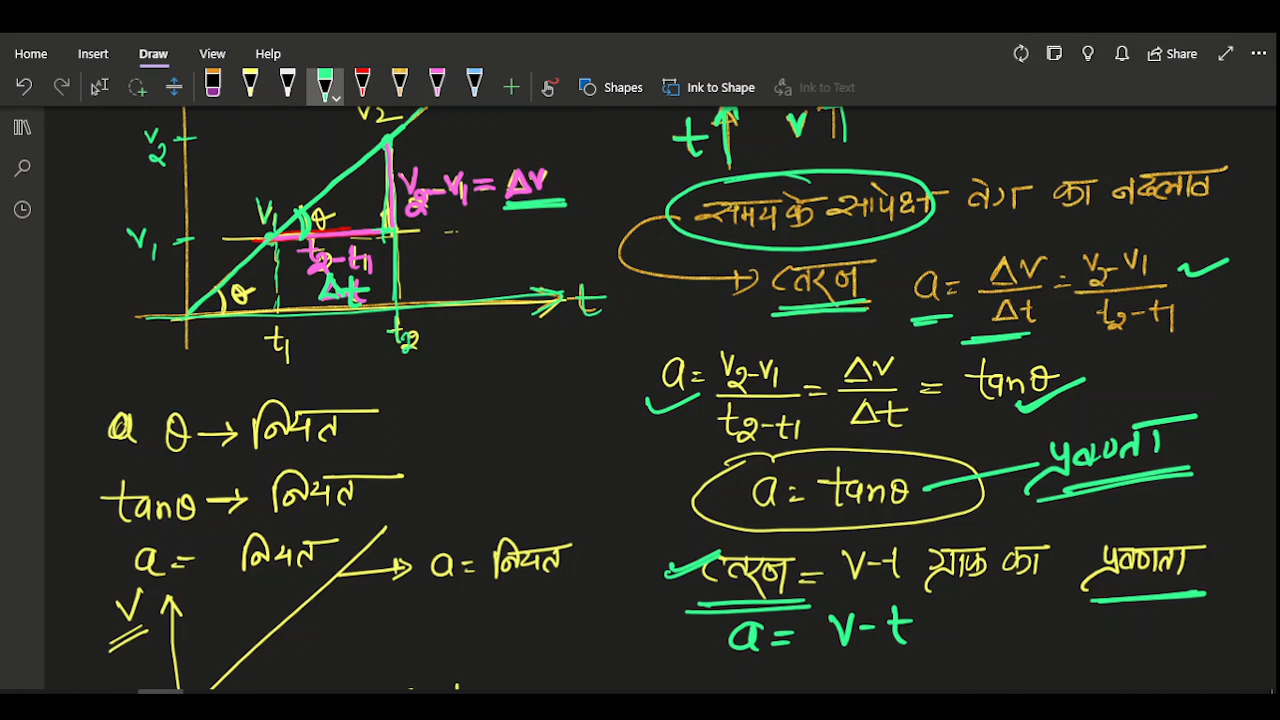 Home Insert Draw View Help Share
Shapes Ink to Shape Ink to Text
v2
v2
v2-v1 = Δv
v1
θ
v1
t2-t1
Δt
θ
t
t1
t2
θ → नियत
tanθ → नियत
a = नियत
a = नियत
v
t v
समय के सापेक्ष वेग का बदलाव
त्वरण a = Δv/Δt = v2 v1/t2-t1
a = v2-v1/t2-t1 = Δv/Δt = tanθ
a = tanθ
प्रवणता
त्वरण = v-t ग्राफ का प्रवणता
a = v-t